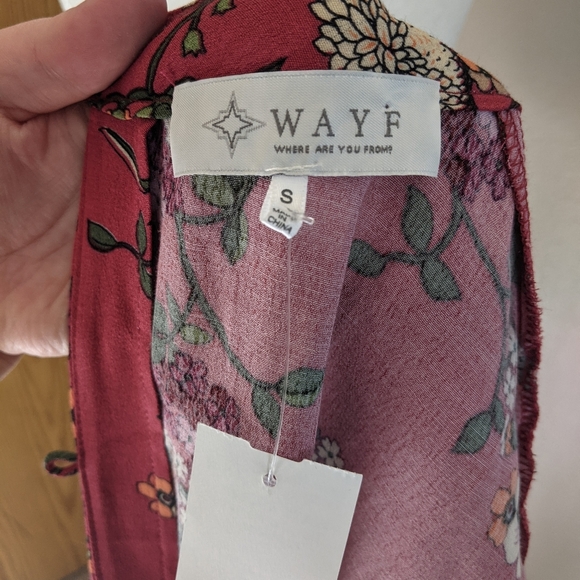 WAYF
WHERE ARE YOU FROM?
S
MADE
IN
CHINA